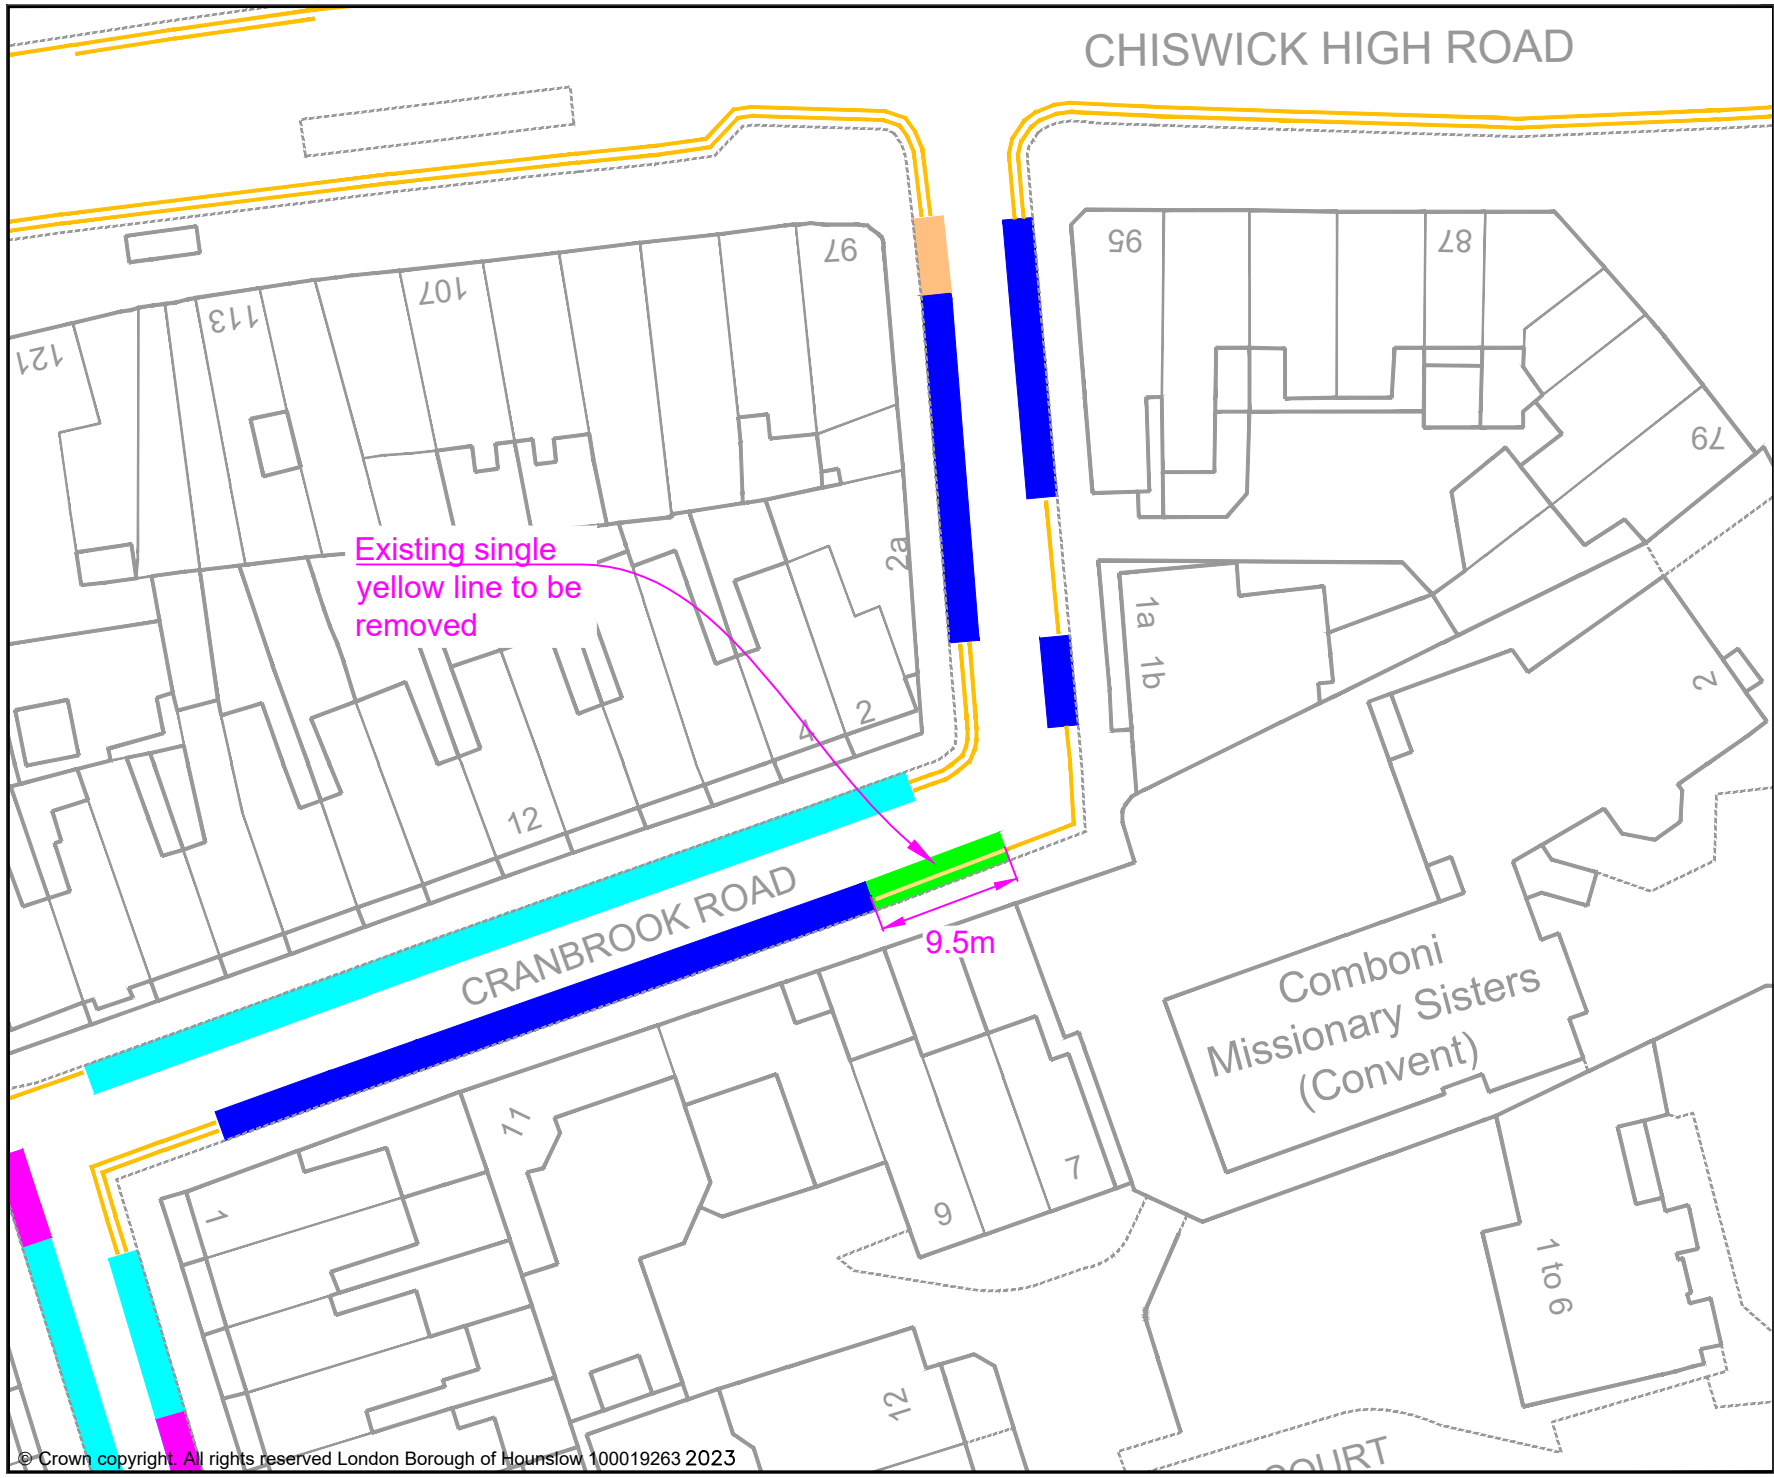 CHISWICK HIGH ROAD
95
87
97
107
113
121
79
Existing single
yellow line to be
removed
2a
1a
1b
2
2
4
12
CRANBROOK ROAD
9.5m
Comboni
Missionary Sisters
(Convent)
11
7
9
1
1 to 6
12
COURT
© Crown copyright. All rights reserved London Borough of Hounslow 100019263 2023